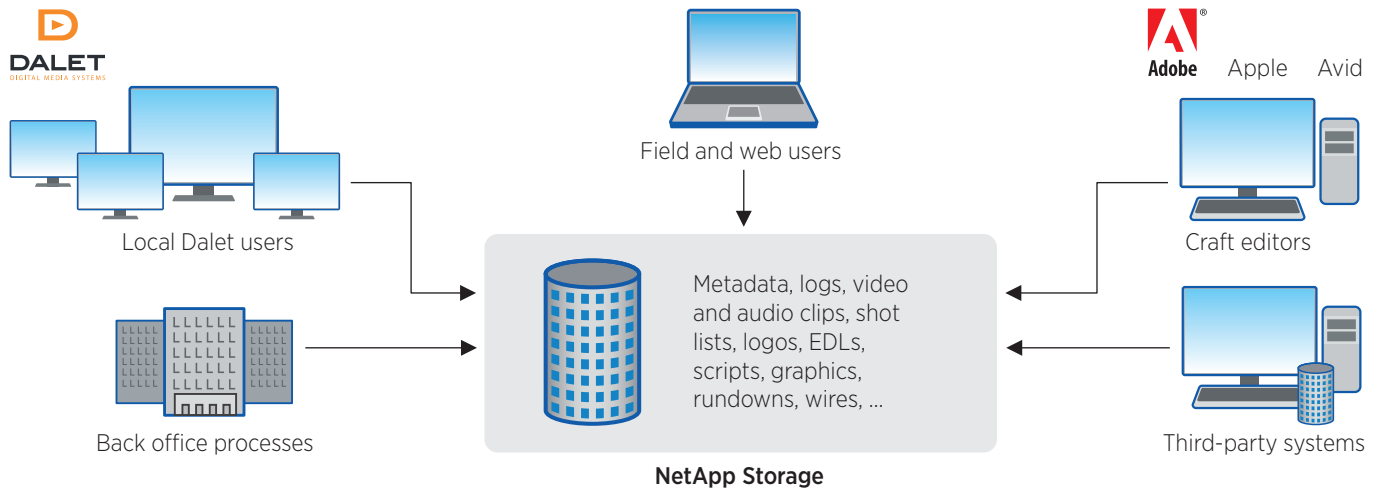 DALET
DIGITAL MEDIA SYSTEMS
Adobe®
Apple
Avid
Field and web users
Local Dalet users
Craft editors
Metadata, logs, video
and audio clips, shot
lists, logos, EDLs,
scripts, graphics,
rundowns, wires, ...
Back office processes
Third-party systems
NetApp Storage